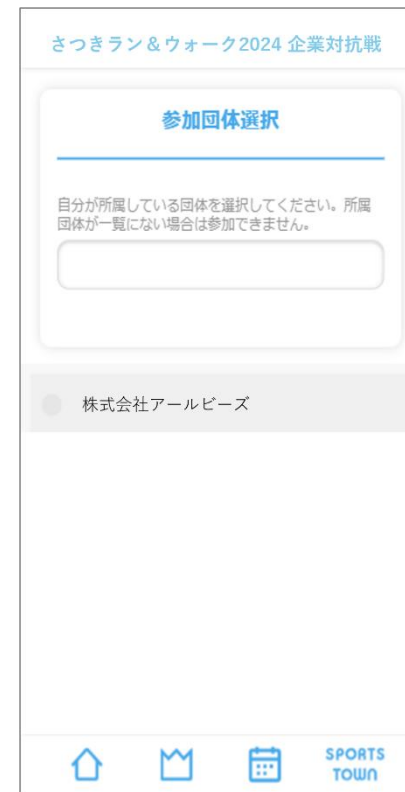 さつきラン＆ウォーク2024 企業対抗戦
参加団体選択
自分が所属している団体を選択してください。所属
団体が一覧にない場合は参加できません。
株式会社アールビーズ
SPORTS
TOWN